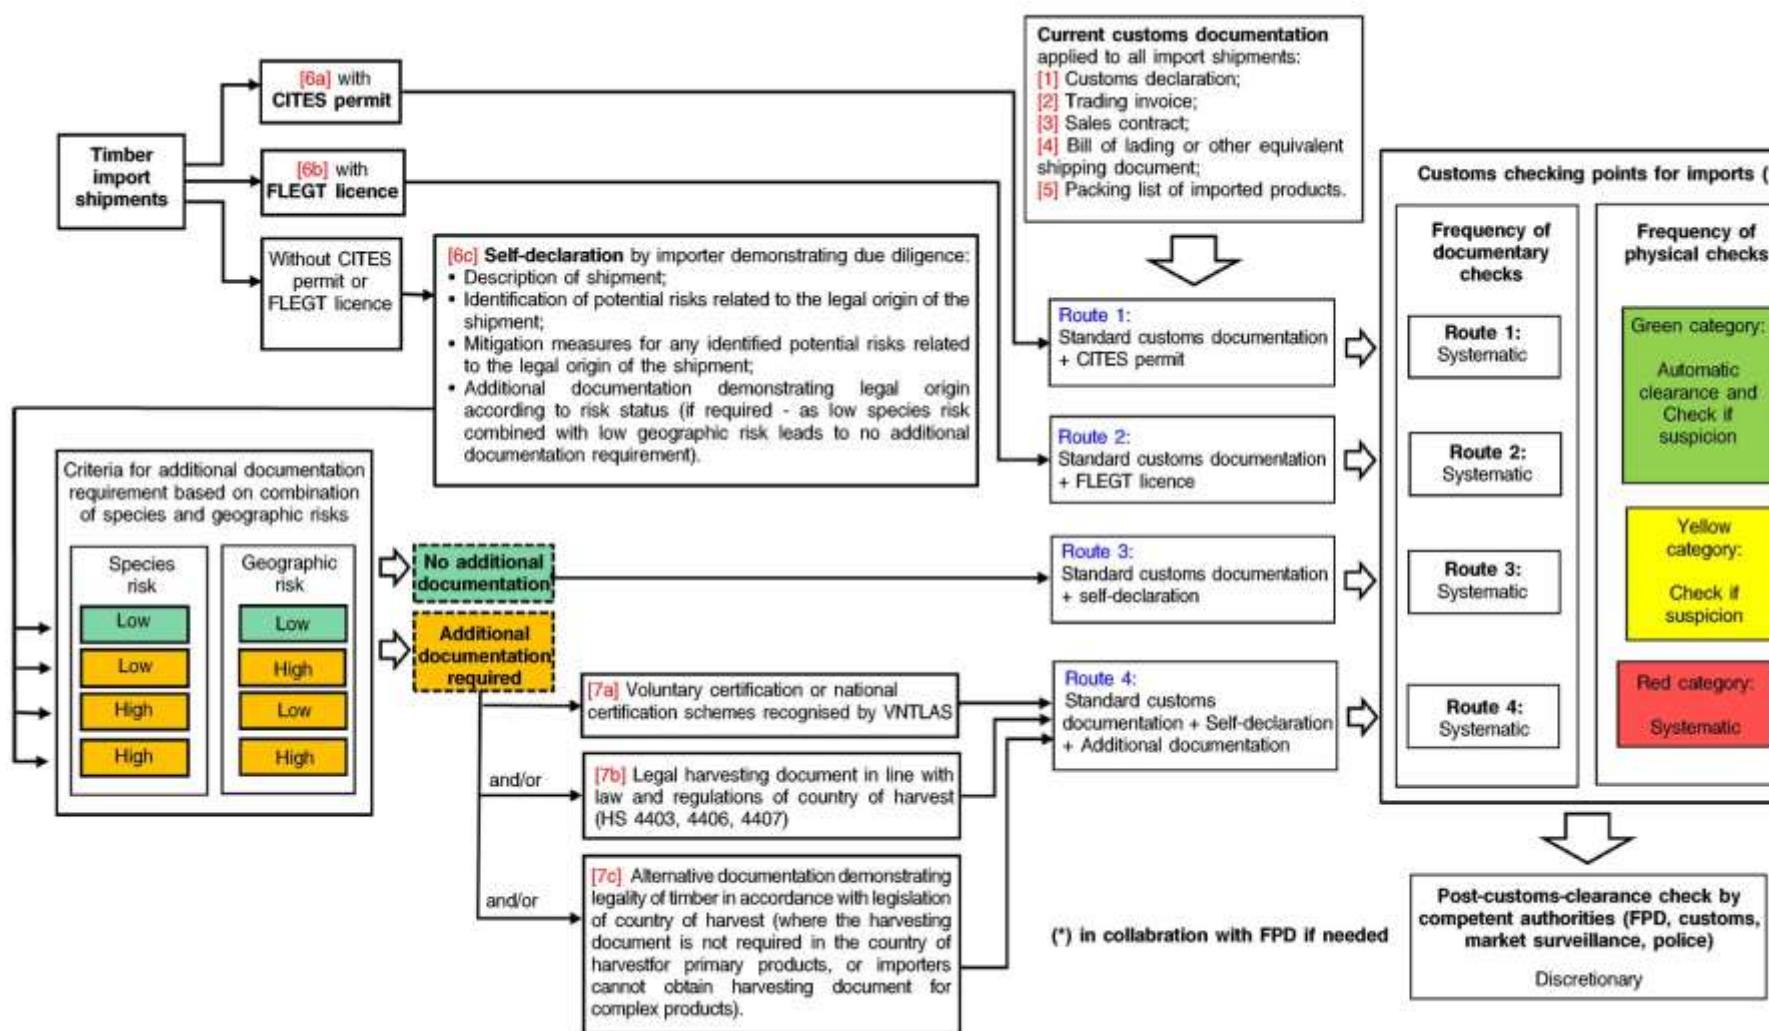 Timber
import
shipments
[6a] with
CITES permit
[6b] with
FLEGT licence
Without CITES
permit or
FLEGT licence
[6c] Self-declaration by importer demonstrating due diligence:
▪ Description of shipment;
▪ Identification of potential risks related to the legal origin of the
shipment;
▪ Mitigation measures for any identified potential risks related
to the legal origin of the shipment;
▪ Additional documentation demonstrating legal origin
according to risk status (if required - as low species risk
combined with low geographic risk leads to no additional
documentation requirement).
Current customs documentation
applied to all import shipments:
[1] Customs declaration;
[2] Trading invoice;
[3] Sales contract;
[4] Bill of lading or other equivalent
shipping document;
[5] Packing list of imported products.
Criteria for additional documentation
requirement based on combination
of species and geographic risks
Species
risk
Low
Low
High
High
Geographic
risk
Low
High
Low
High
No additional
documentation
Additional
documentation
required
and/or
and/or
[7a] Voluntary certification or national
certification schemes recognised by VNTLAS
[7b] Legal harvesting document in line with
law and regulations of country of harvest
(HS 4403, 4406, 4407)
[7c] Alternative documentation demonstrating
legality of timber in accordance with legislation
of country of harvest (where the harvesting
document is not required in the country of
harvestfor primary products, or importers
cannot obtain harvesting document for
complex products).
Route 1:
Standard customs documentation
+ CITES permit
Route 2:
Standard customs documentation
+ FLEGT licence
Route 3:
Standard customs documentation
+ self-declaration
Route 4:
Standard customs
documentation + Self-declaration
+ Additional documentation
Customs checking points for imports (
Frequency of
documentary
checks
Route 1:
Systematic
Route 2:
Systematic
Route 3:
Systematic
Route 4:
Systematic
Frequency of
physical checks
Green category:
Automatic
clearance and
Check if
suspicion
Yellow
category:
Check if
suspicion
Red category:
Systematic
(*) in collabration with FPD if needed
Post-customs-clearance check by
competent authorities (FPD, customs,
market surveillance, police)
Discretionary